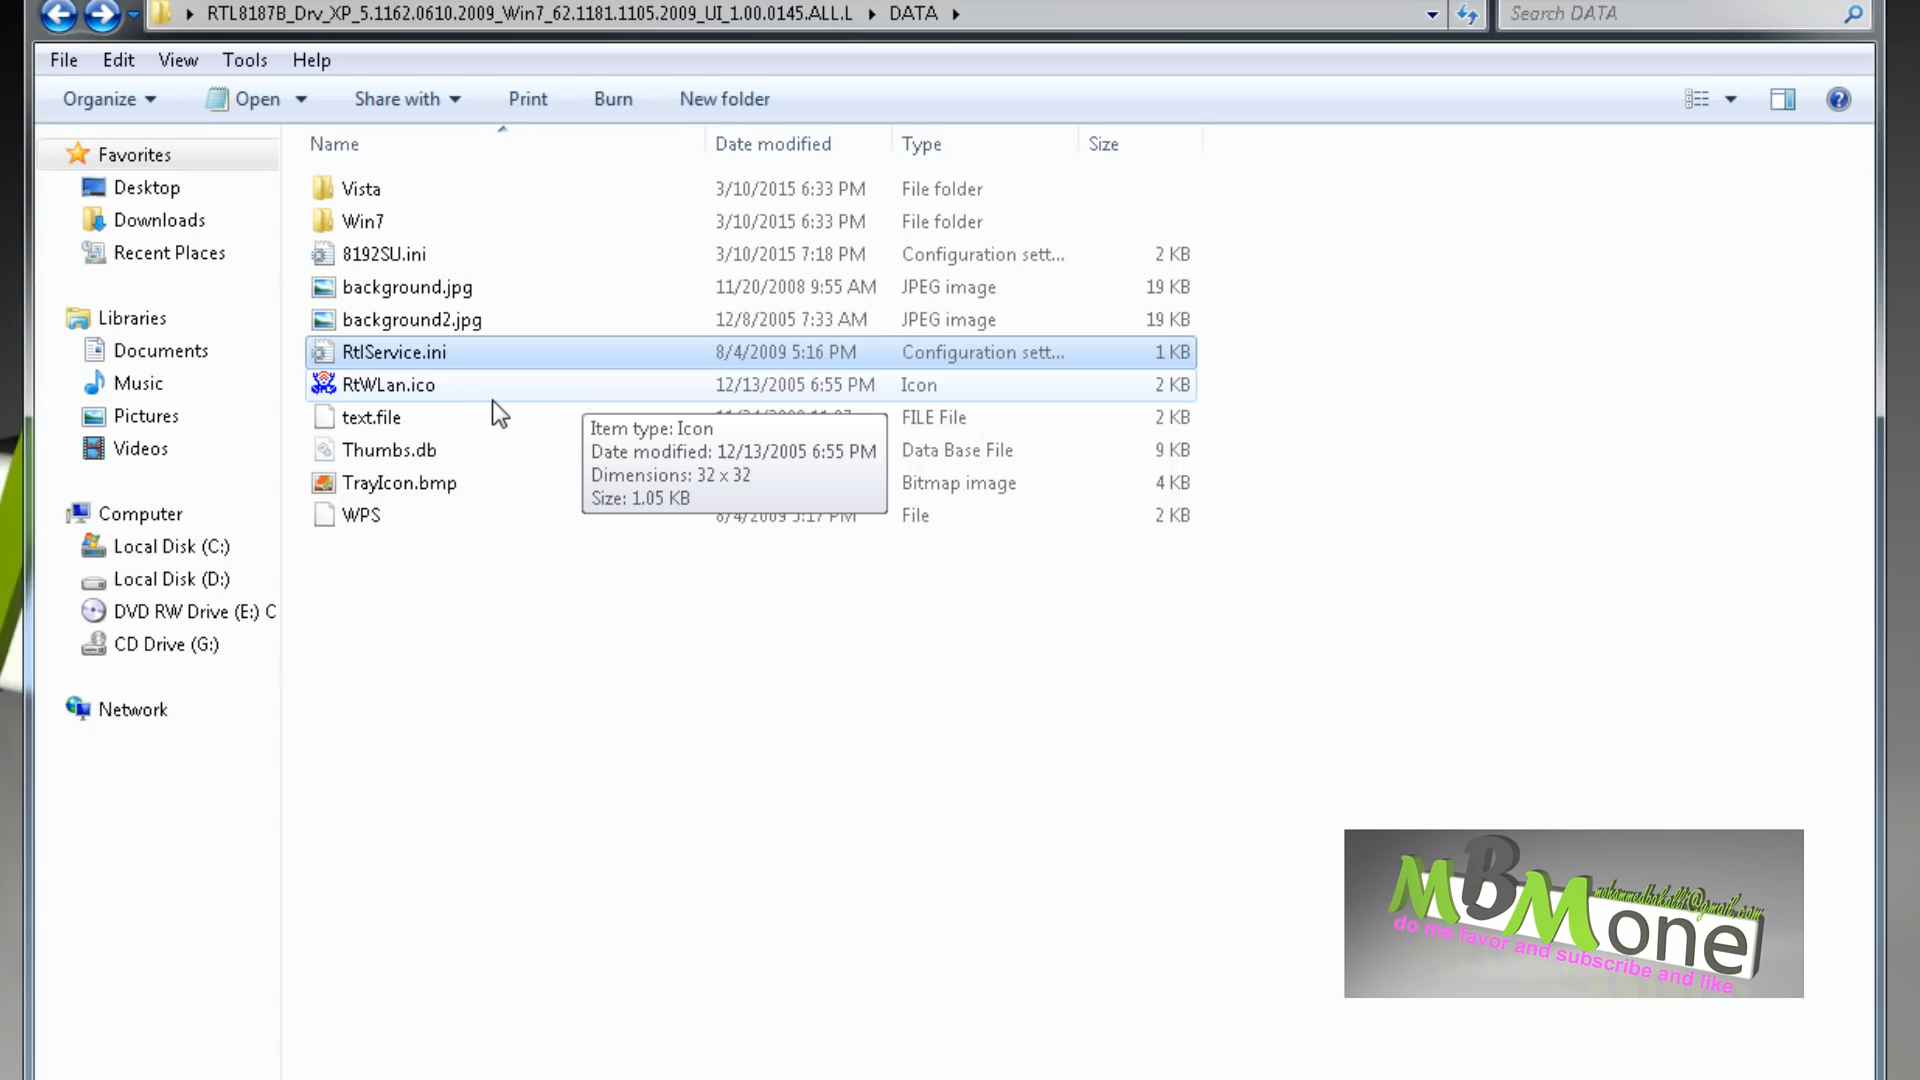 RTL8187B_Drv_XP_5.1162.0610.2009_Win7_62.1181.1105.2009_UI_1.00.0145.ALL.L DATA Search DATA
File Edit View Tools Help
Organize Open Share with Print Burn New folder
Name Date modified Type Size
Favorites
Desktop
Downloads
Recent Places
Libraries
Documents
Music
Pictures
Videos
Computer
Local Disk (C:)
Local Disk (D:)
DVD RW Drive (E:) C
CD Drive (G:)
Network
Vista 3/10/2015 6:33 PM File folder
Win7 3/10/2015 6:33 PM File folder
8192SU.ini 3/10/2015 7:18 PM Configuration sett... 2 KB
background.jpg 11/20/2008 9:55 AM JPEG image 19 KB
background2.jpg 12/8/2005 7:33 AM JPEG image 19 KB
RtlService.ini 8/4/2009 5:16 PM Configuration sett... 1 KB
RtWLan.ico 12/13/2005 6:55 PM Icon 2 KB
text.file FILE File 2 KB
Thumbs.db Data Base File 9 KB
TrayIcon.bmp Bitmap image 4 KB
WPS 8/4/2009 5:17 PM File 2 KB
Item type: Icon
Date modified: 12/13/2005 6:55 PM
Dimensions: 32 x 32
Size: 1.05 KB
MBM one
do me favor and subscribe and like